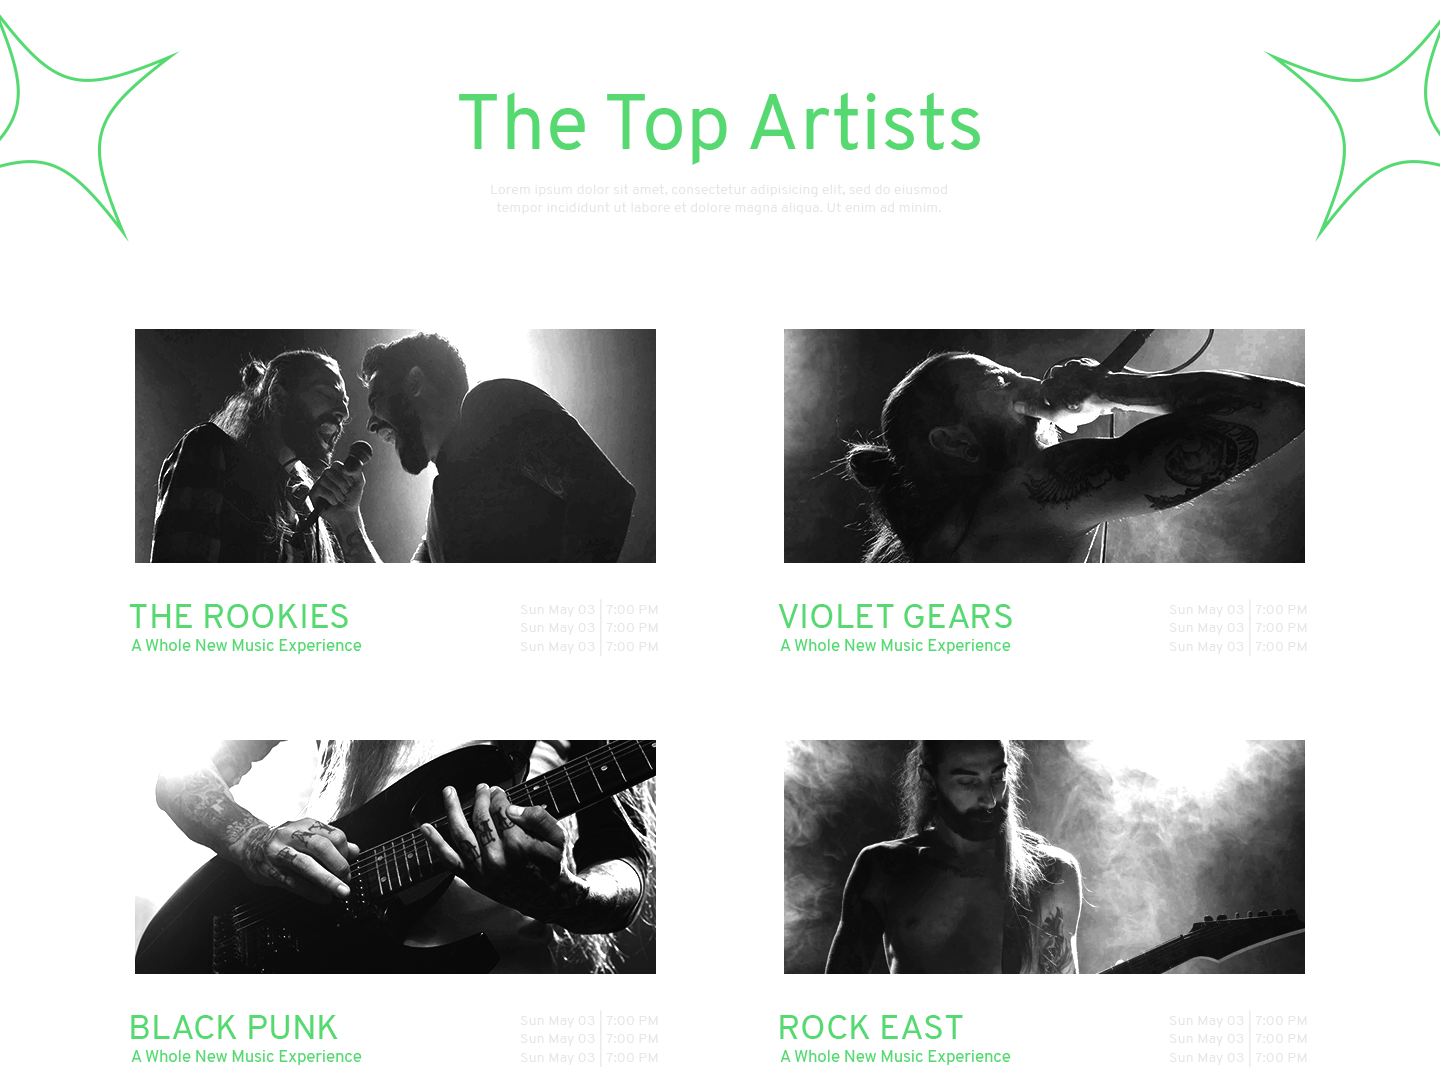 The Top Artists
Lorem ipsum dolor sit amet, consectetur adipisicing elit, sed do eiusmod
tempor incididunt ut labore et dolore magna aliqua. Ut enim ad minim.
THE ROOKIES
A Whole New Music Experience
Sun May 03 7:00 PM
Sun May 03 7:00 PM
Sun May 03 7:00 PM
VIOLET GEARS
A Whole New Music Experience
Sun May 03 7:00 PM
Sun May 03 7:00 PM
Sun May 03 7:00 PM
BLACK PUNK
A Whole New Music Experience
Sun May 03 7:00 PM
Sun May 03 7:00 PM
Sun May 03 7:00 PM
ROCK EAST
A Whole New Music Experience
Sun May 03 7:00 PM
Sun May 03 7:00 PM
Sun May 03 7:00 PM